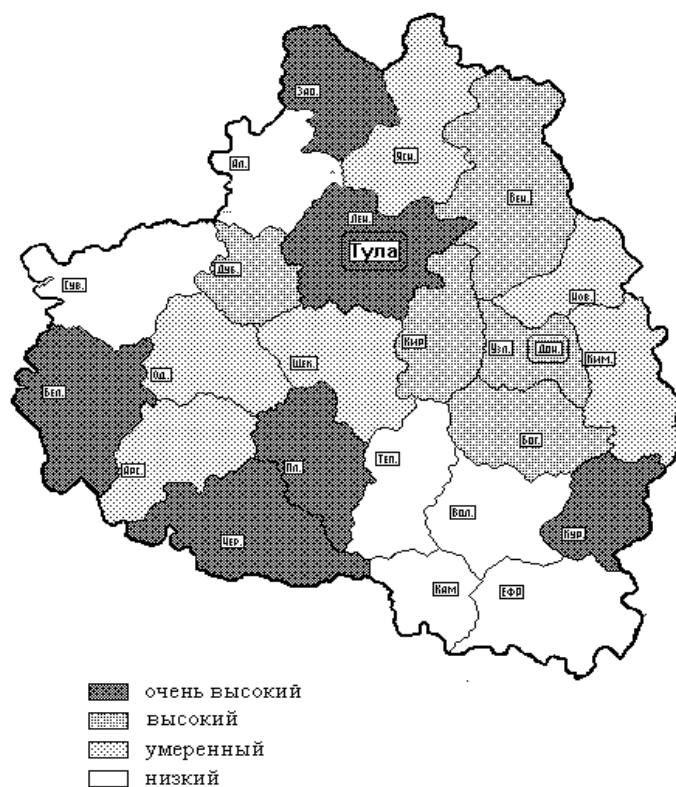 Зао.
Ал.
Ясн.
Вен.
Лен.
Тула
Дуб.
Сув.
Нов.
Кир
Узл.
Дон.
Ким.
Щек.
Од.
Бел.
Арс.
Пл.
Теп.
Бог.
Вол.
Кур.
Чер.
Кам
ЕФР
очень высокий
высокий
умеренный
низкий